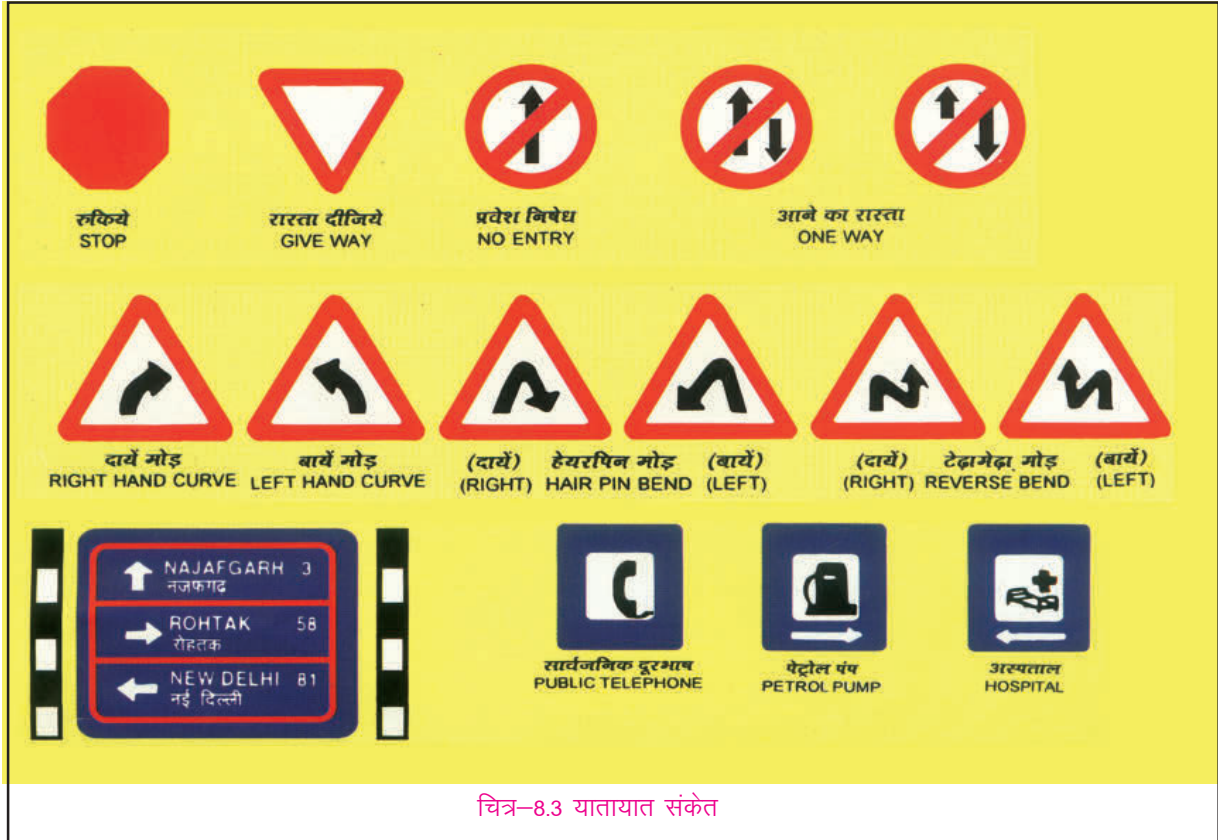 रुकिये
STOP
रास्ता दीजिये
GIVE WAY
प्रवेश निषेध
NO ENTRY
आने का रास्ता
ONE WAY
दायें मोड़
RIGHT HAND CURVE
बायें मोड़
LEFT HAND CURVE
(दायें) हेयरपिन मोड़ (बायें)
(RIGHT) HAIR PIN BEND (LEFT)
(दायें) टेढ़ामेढ़ा मोड़ (बायें)
(RIGHT) REVERSE BEND (LEFT)
NAJAFGARH 3
नजफगढ
ROHTAK 58
रोहतक
NEW DELHI 81
नई दिल्ली
सार्वजनिक दूरभाष
PUBLIC TELEPHONE
पेट्रोल पंप
PETROL PUMP
अस्पताल
HOSPITAL
चित्र–8.3 यातायात संकेत